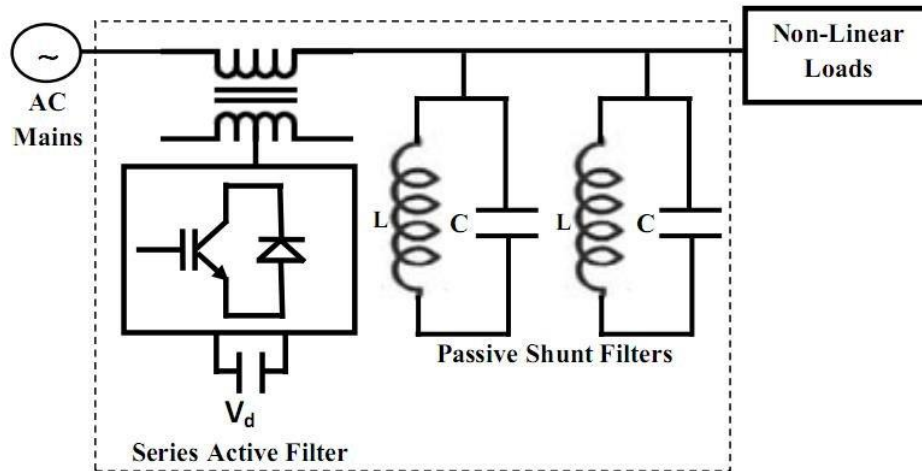 ~
AC
Mains
Non-Linear
Loads
L
C
L
C
Passive Shunt Filters
Vd
Series Active Filter